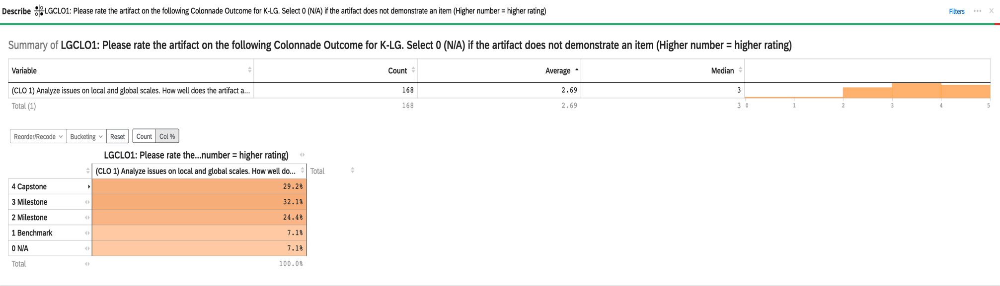 Describe LGCLO1: Please rate the artifact on the following Colonnade Outcome for K-LG. Select 0 (N/A) if the artifact does not demonstrate an item (Higher number = higher rating) Filters
Summary of LGCLO1: Please rate the artifact on the following Colonnade Outcome for K-LG. Select 0 (N/A) if the artifact does not demonstrate an item (Higher number = higher rating)
Variable Count Average Median
(CLO 1) Analyze issues on local and global scales. How well does the artifact a... 168 2.69 3
Total (1) 168 2.69 3 0 1 2 3 4 5
Reorder/Recode Bucketing Reset Count Col %
LGCLO1: Please rate the...number = higher rating)
(CLO 1) Analyze issues on local and global scales. How well do... Total
4 Capstone 29.2%
3 Milestone 32.1%
2 Milestone 24.4%
1 Benchmark 7.1%
0 N/A 7.1%
Total 100.0%